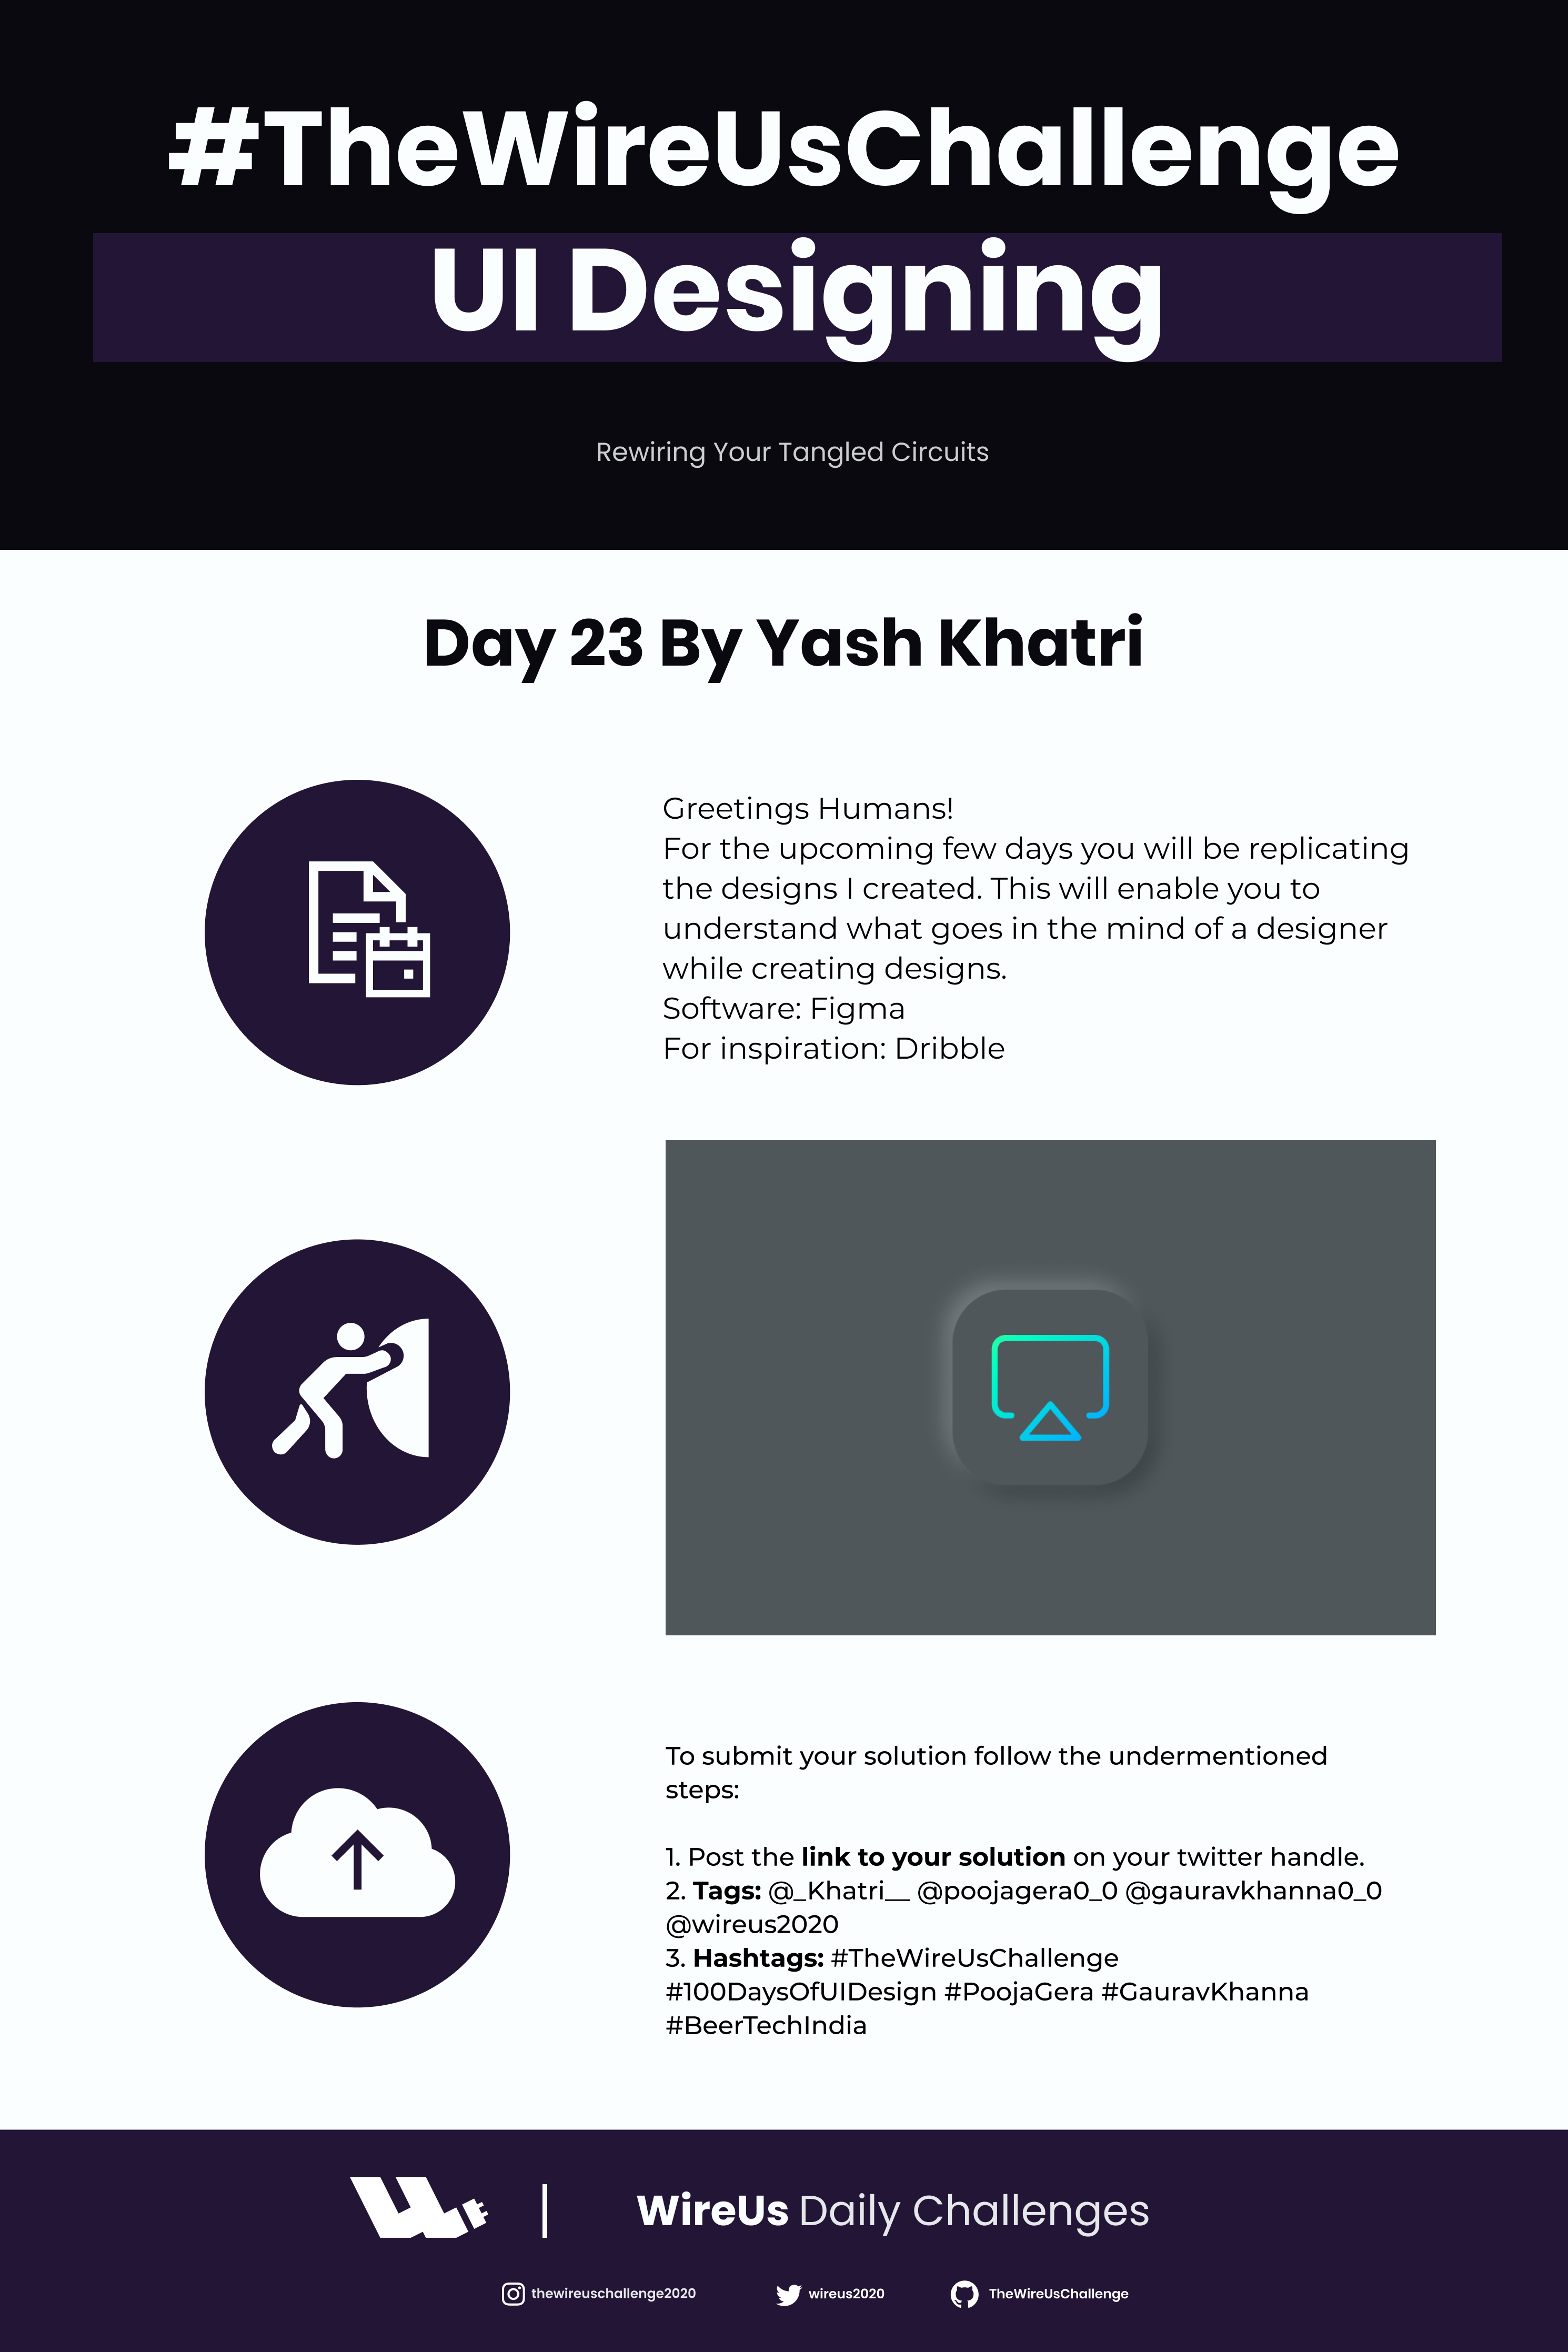 #TheWireUsChallenge
UI Designing
Rewiring Your Tangled Circuits
Day 23 By Yash Khatri
Greetings Humans!
For the upcoming few days you will be replicating
the designs I created. This will enable you to
understand what goes in the mind of a designer
while creating designs.
Software: Figma
For inspiration: Dribble
To submit your solution follow the undermentioned
steps:
1. Post the link to your solution on your twitter handle.
2. Tags: @_Khatri__ @poojagera0_0 @gauravkhanna0_0
@wireus2020
3. Hashtags: #TheWireUsChallenge
#100DaysOfUIDesign #PoojaGera #GauravKhanna
#BeerTechIndia
WireUs Daily Challenges
thewireuschallenge2020 wireus2020 TheWireUsChallenge